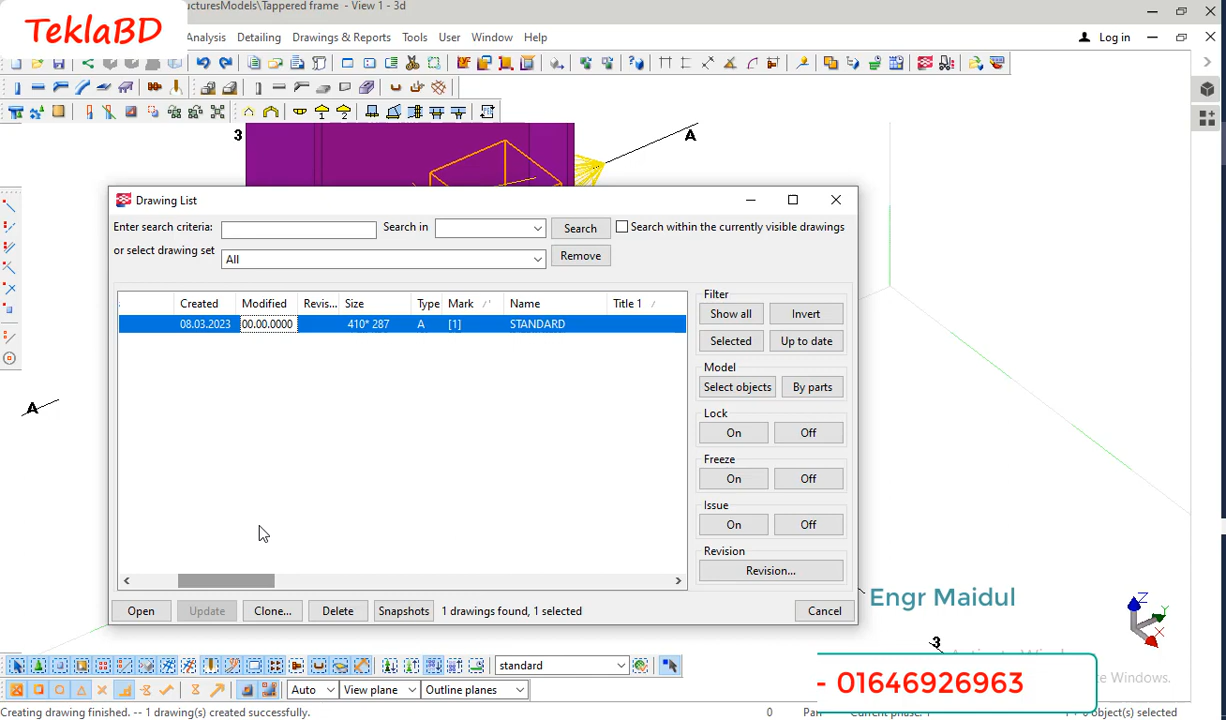 TeklaBD
ucturesModels\Tappered frame - View 1 - 3d
Analysis Detailing Drawings & Reports Tools User Window Help
Log in
3
A
Drawing List
Enter search criteria:
Search in
Search
Search within the currently visible drawings
or select drawing set
All
Remove
Created Modified Revis... Size Type Mark Name Title 1
08.03.2023 00.00.0000 410* 287 A [1] STANDARD
Filter
Show all Invert
Selected Up to date
Model
Select objects By parts
Lock
On Off
Freeze
On Off
Issue
On Off
Revision
Revision...
Open Update Clone... Delete Snapshots 1 drawings found, 1 selected Cancel
A
Engr Maidul
Z
Y
X
3
standard
- 01646926963
Auto View plane Outline planes
Creating drawing finished. -- 1 drawing(s) created successfully.
0
Pan
object(s) selected